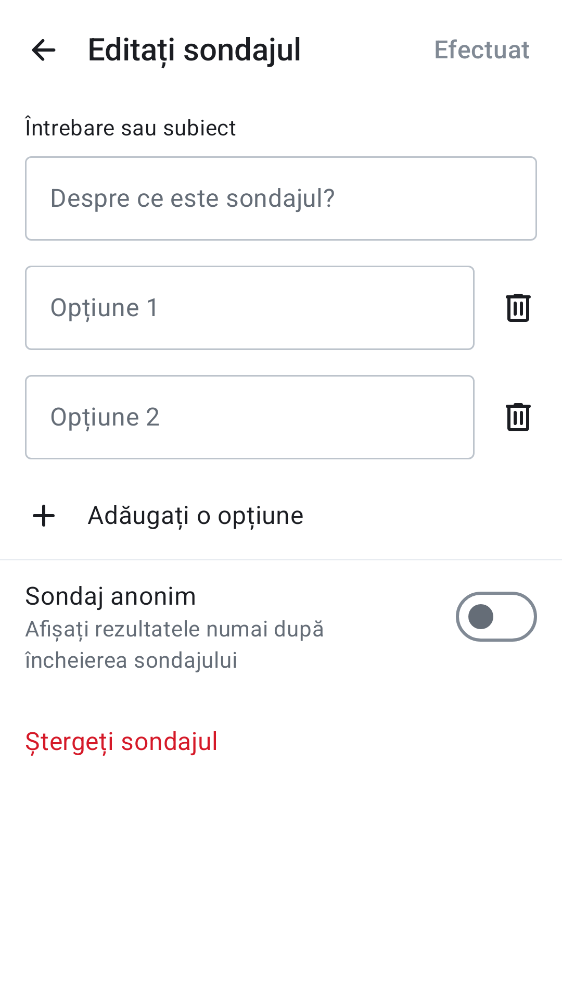 Editați sondajul
Efectuat
Întrebare sau subiect
Despre ce este sondajul?
Opțiune 1
Opțiune 2
Adăugați o opțiune
Sondaj anonim
Afișați rezultatele numai după
încheierea sondajului
Ștergeți sondajul